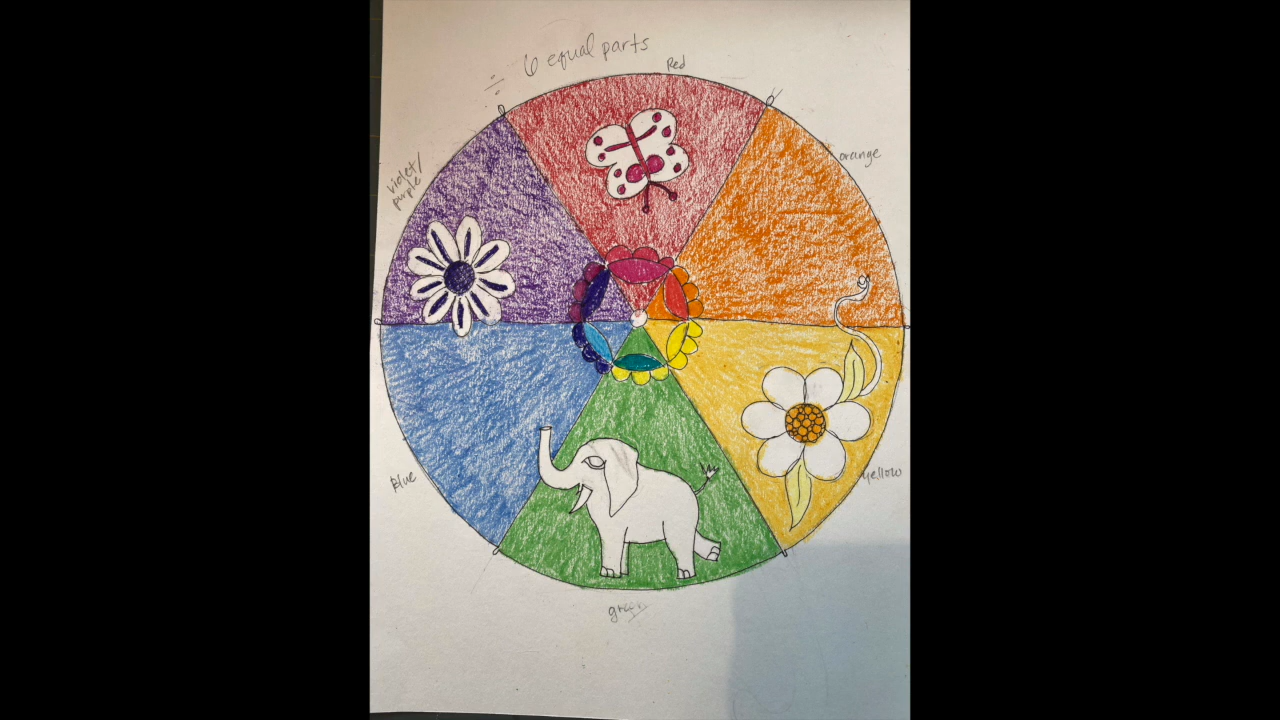 ÷ 6 equal parts
Red
orange
violet/
purple
Blue
yellow
green